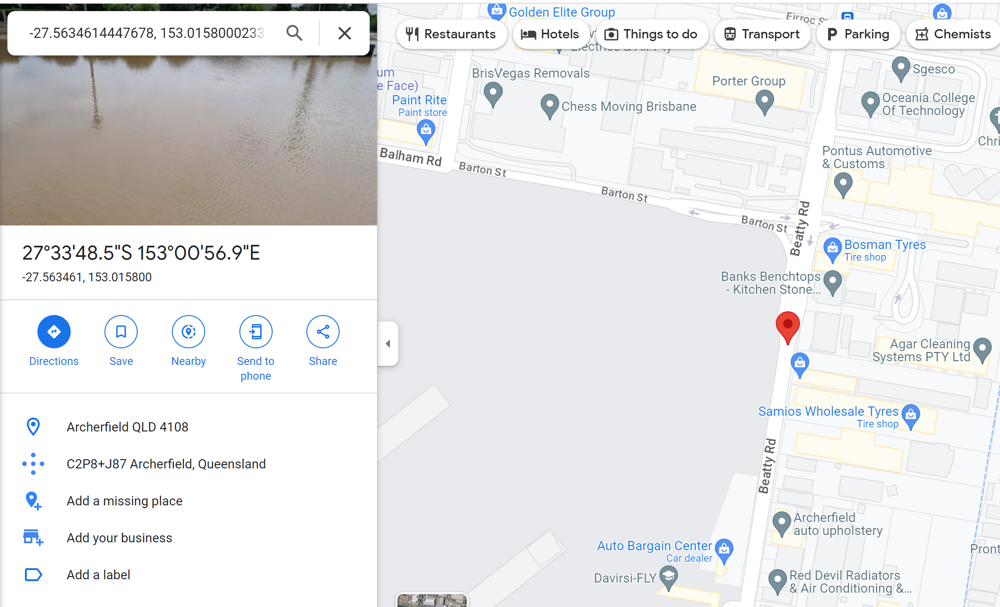 -27.5634614447678, 153.0158000233
27°33'48.5"S 153°00'56.9"E
-27.563461, 153.015800
Directions
Save
Nearby
Send to
phone
Share
Archerfield QLD 4108
C2P8+J87 Archerfield, Queensland
Add a missing place
Add your business
Add a label
Restaurants
Hotels
Things to do
Transport
Parking
Chemists
Golden Elite Group
Eirroc St
BrisVegas Removals
um
e Face)
Paint Rite
Paint store
Chess Moving Brisbane
Porter Group
Sgesco
Oceania College
Of Technology
Chri
Pontus Automotive
& Customs
Balham Rd
Barton St
Barton St
Barton St
Beatty Rd
Bosman Tyres
Tire shop
Banks Benchtops
- Kitchen Stone...
Agar Cleaning
Systems PTY Ltd
Samios Wholesale Tyres
Tire shop
Beatty Rd
Archerfield
auto upholstery
Auto Bargain Center
Car dealer
Davirsi-FLY
Red Devil Radiators
& Air Conditioning &...
Pront